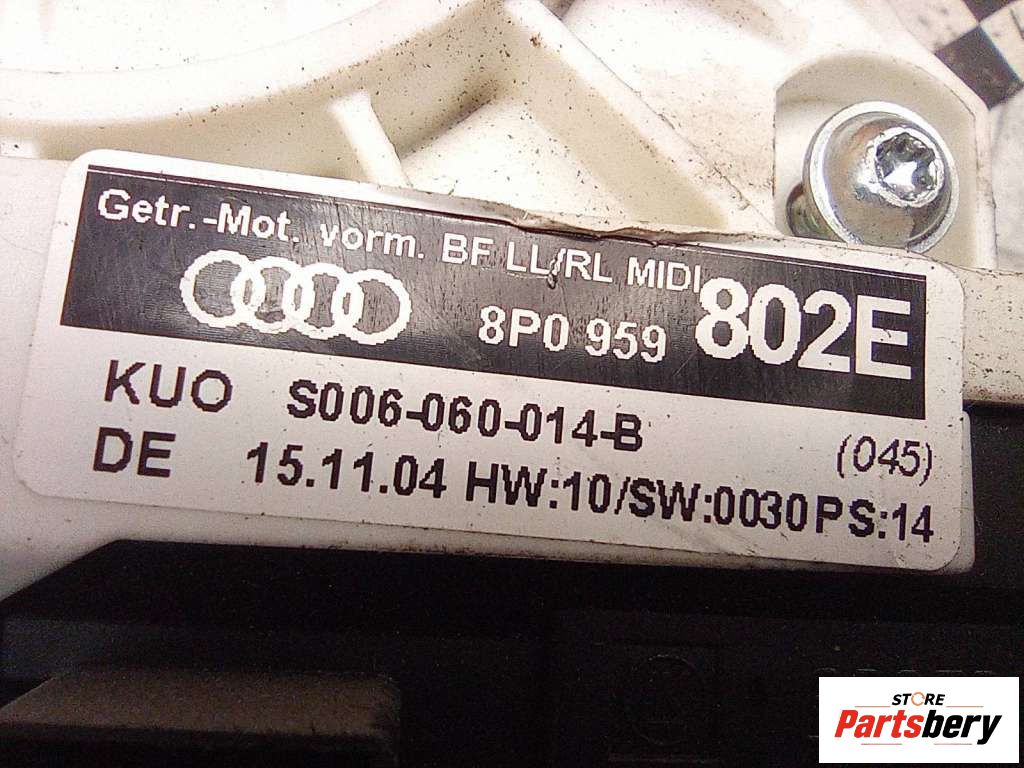 Getr.-Mot. vorm. BF LL/RL MIDI
8P0 959 802E
KUO S006-060-014-B (045)
DE 15.11.04 HW:10/SW:0030PS:14
STORE
Partsbery